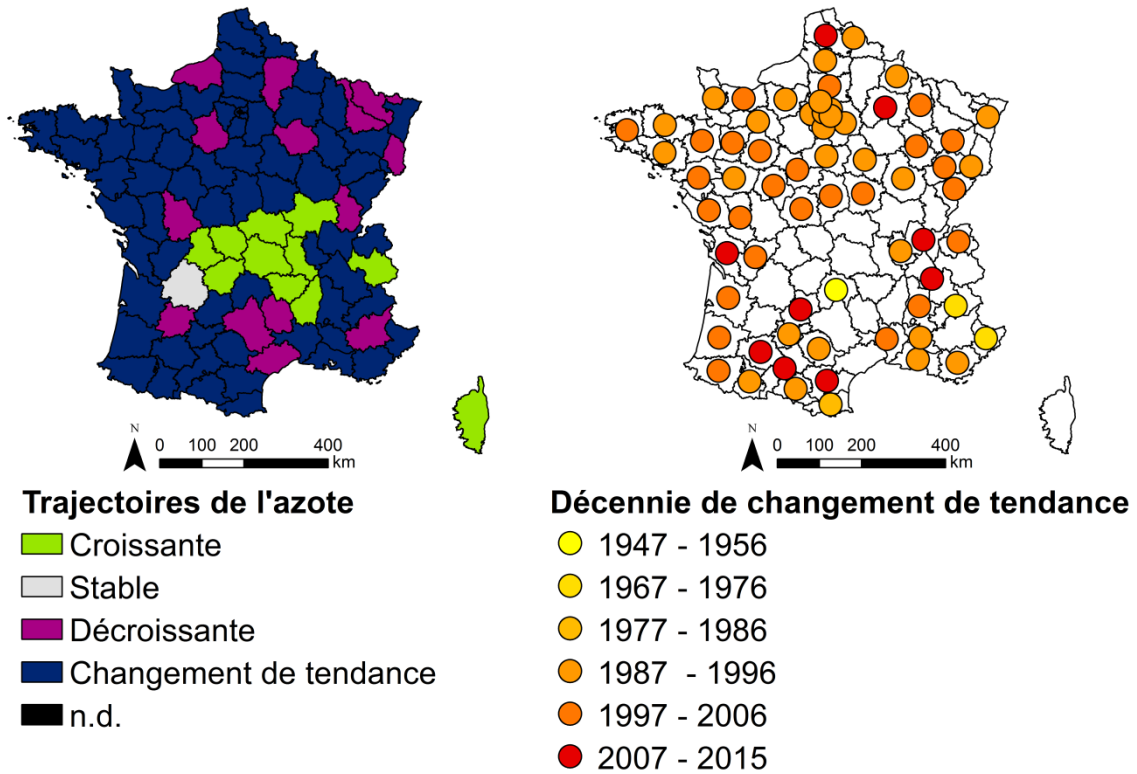 N
0 100 200 400
km
N
0 100 200 400
km
Trajectoires de l'azote
Croissante
Stable
Décroissante
Changement de tendance
n.d.
Décennie de changement de tendance
1947 - 1956
1967 - 1976
1977 - 1986
1987 - 1996
1997 - 2006
2007 - 2015